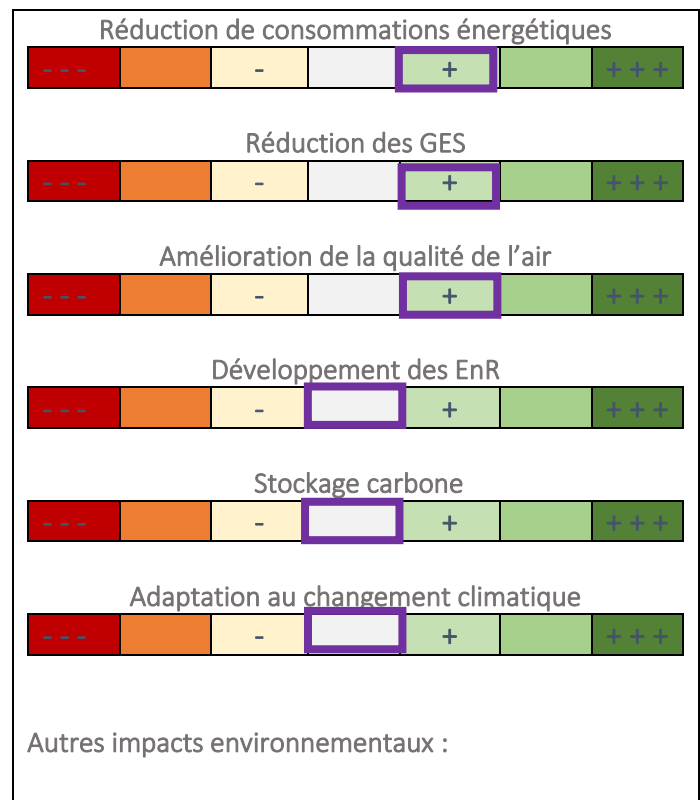 Réduction de consommations énergétiques
- - - - + + + +
Réduction des GES
- - - - + + + +
Amélioration de la qualité de l’air
- - - - + + + +
Développement des EnR
- - - - + + + +
Stockage carbone
- - - - + + + +
Adaptation au changement climatique
- - - - + + + +
Autres impacts environnementaux :